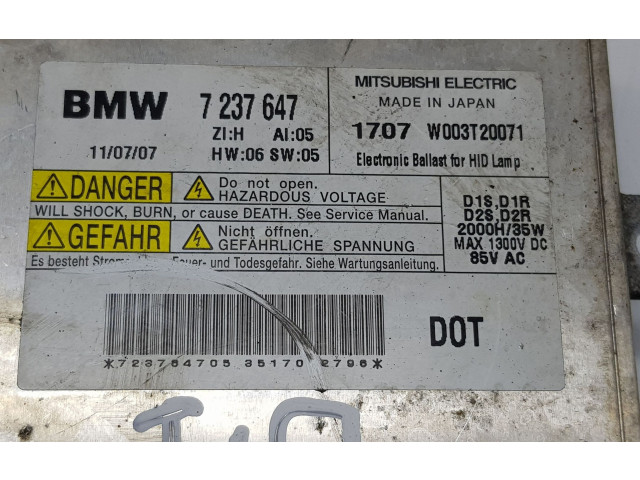 BMW 7 237 647
ZI:H AI:05
11/07/07 HW:06 SW:05
MITSUBISHI ELECTRIC
MADE IN JAPAN
17.07 W003T20071
Electronic Ballast for HID Lamp
DANGER Do not open.
HAZARDOUS VOLTAGE
WILL SHOCK, BURN, or cause DEATH. See Service Manual.
GEFAHR Nicht öffnen.
GEFÄHRLICHE SPANNUNG
Es besteht Feuer- und Todesgefahr. Siehe Wartungsanleitung.
D1S,D1R
D2S,D2R
2000H/35W
MAX 1300V DC
85V AC
DOT